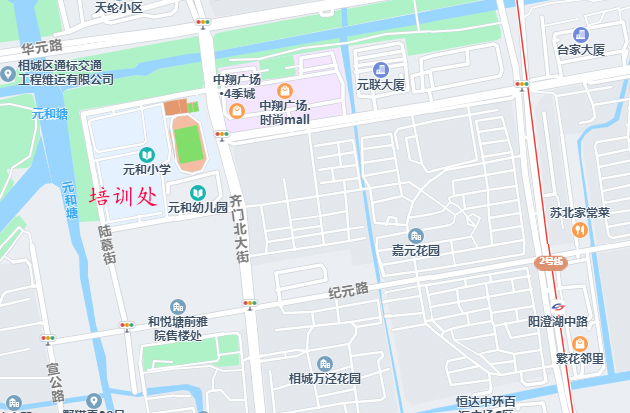 天纶小区
华元路
台家大厦
相城区通标交通
工程维运有限公司
中翔广场
·4季城
元联大厦
中翔广场.
时尚mall
元和塘
元和小学
元和塘
培训处
元和幼儿园
齐门北大街
苏北家常菜
陆慕街
嘉元花园
2号线
纪元路
和悦塘前雅
院售楼处
阳澄湖中路
繁花邻里
宣公路
相城万泾花园
恒达中环百